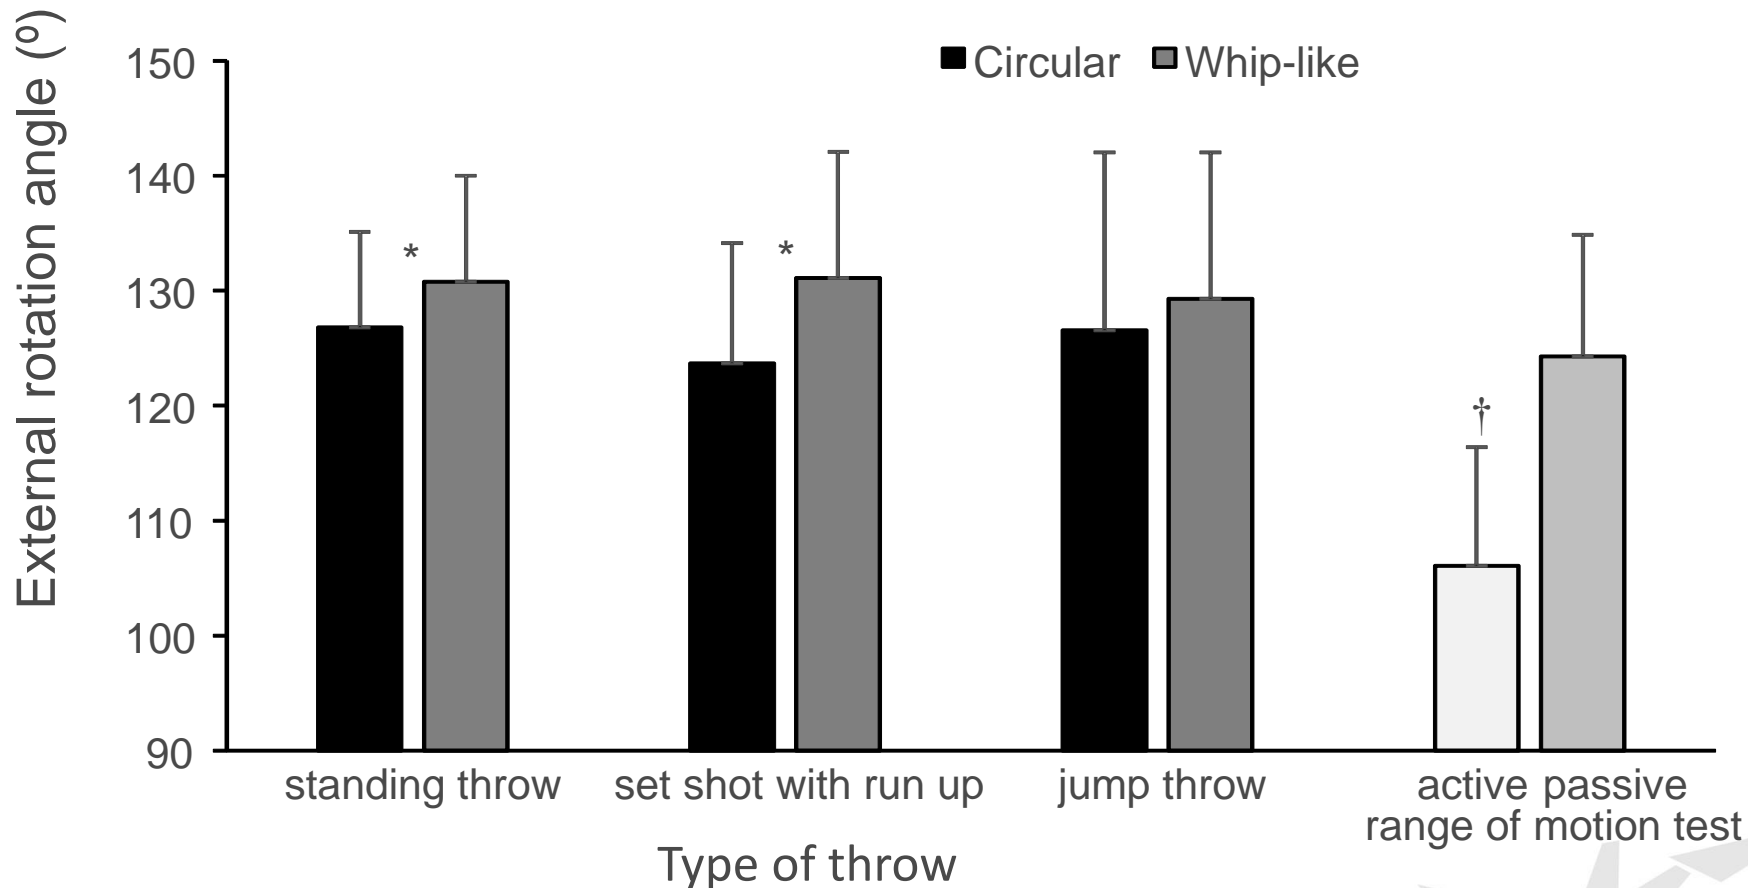 External rotation angle (º)
150
140
130
120
110
100
90
Circular Whip-like
*
*
†
standing throw set shot with run up jump throw active passive
range of motion test
Type of throw